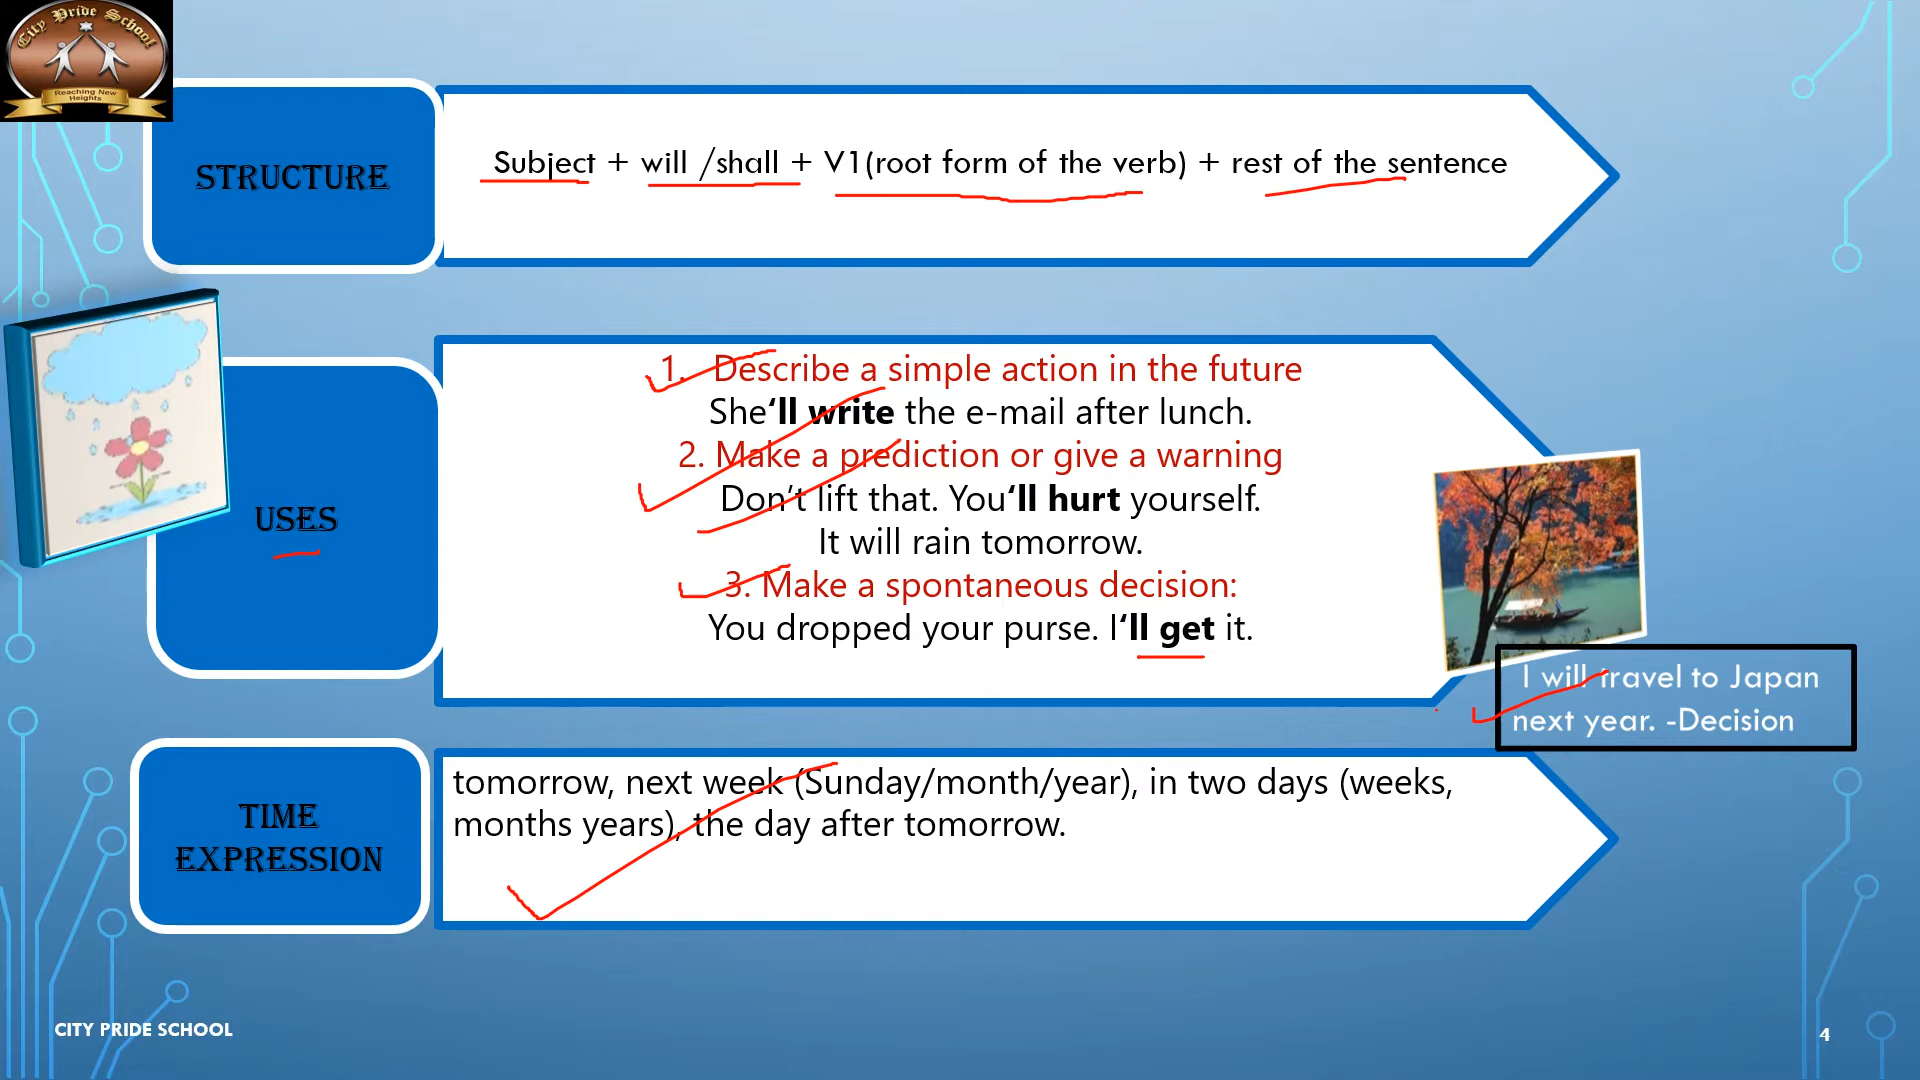 City Pride School
Reaching New
Heights
STRUCTURE
Subject + will /shall + V1(root form of the verb) + rest of the sentence
USES
1. Describe a simple action in the future
She‘ll write the e-mail after lunch.
2. Make a prediction or give a warning
Don’t lift that. You‘ll hurt yourself.
It will rain tomorrow.
3. Make a spontaneous decision:
You dropped your purse. I‘ll get it.
I will travel to Japan
next year. -Decision
TIME
EXPRESSION
tomorrow, next week (Sunday/month/year), in two days (weeks,
months years), the day after tomorrow.
CITY PRIDE SCHOOL
4